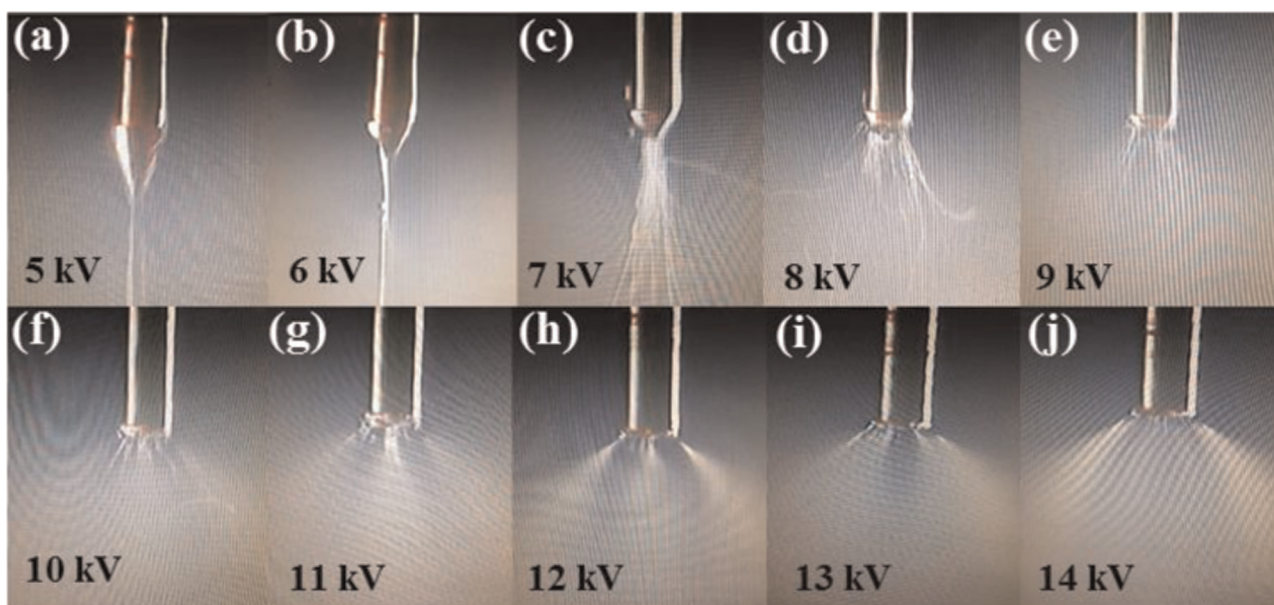 (a)
(b)
(c)
(d)
(e)
5 kV
6 kV
7 kV
8 kV
9 kV
(f)
(g)
(h)
(i)
(j)
10 kV
11 kV
12 kV
13 kV
14 kV